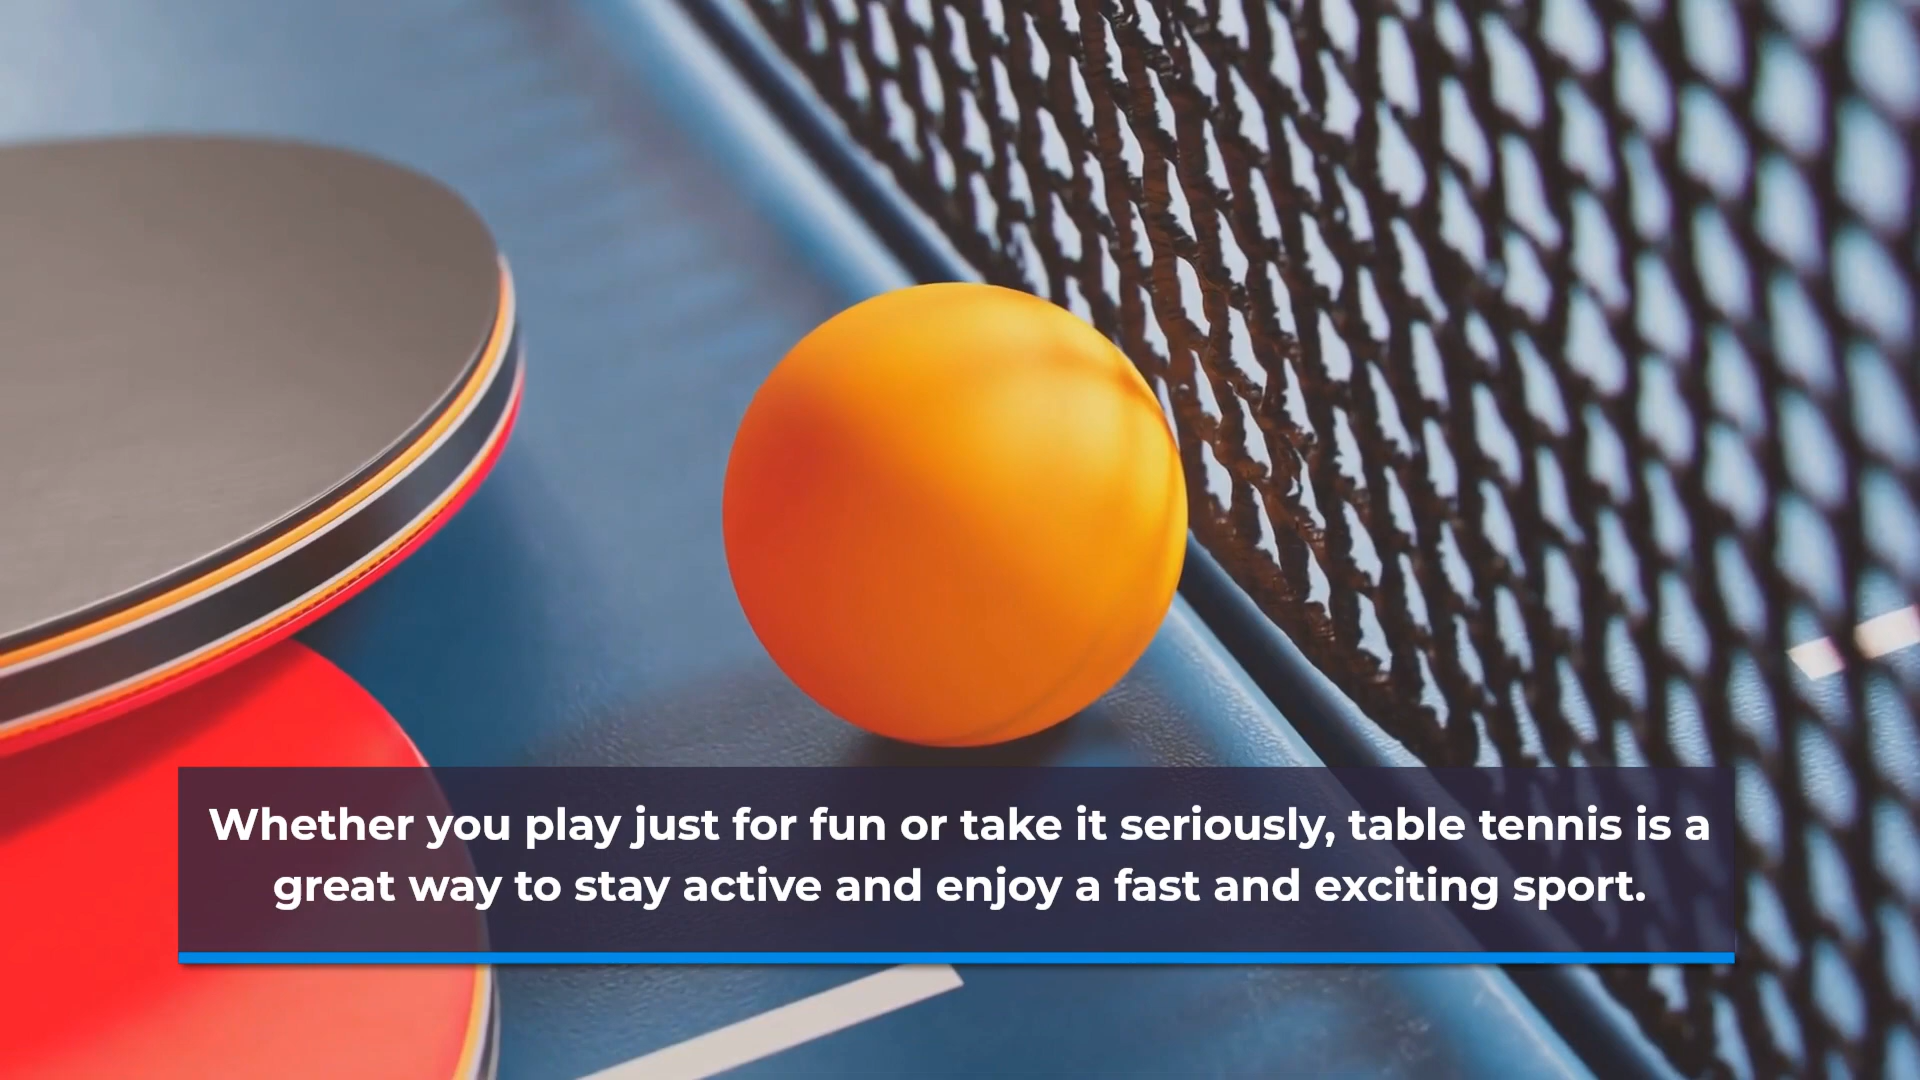 Whether you play just for fun or take it seriously, table tennis is a
great way to stay active and enjoy a fast and exciting sport.